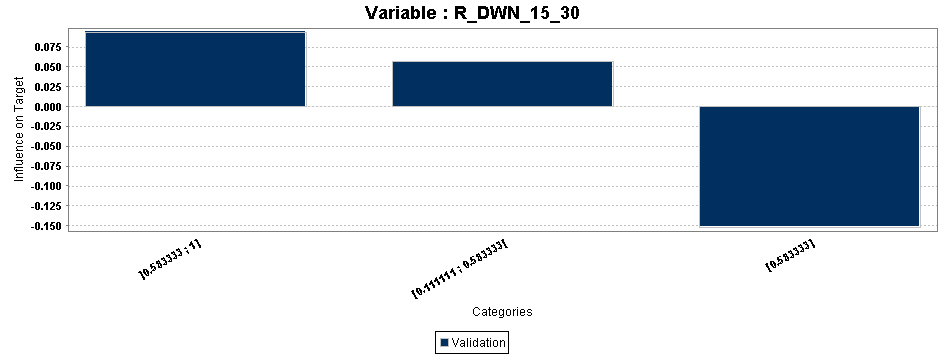 Variable : R_DWN_15_30
0.075
0.050
0.025
0.000
-0.025
-0.050
-0.075
-0.100
-0.125
-0.150
Influence on Target
]0.583333 ; 1]
[0.111111 ; 0.583333[
[0.583333]
Categories
Validation